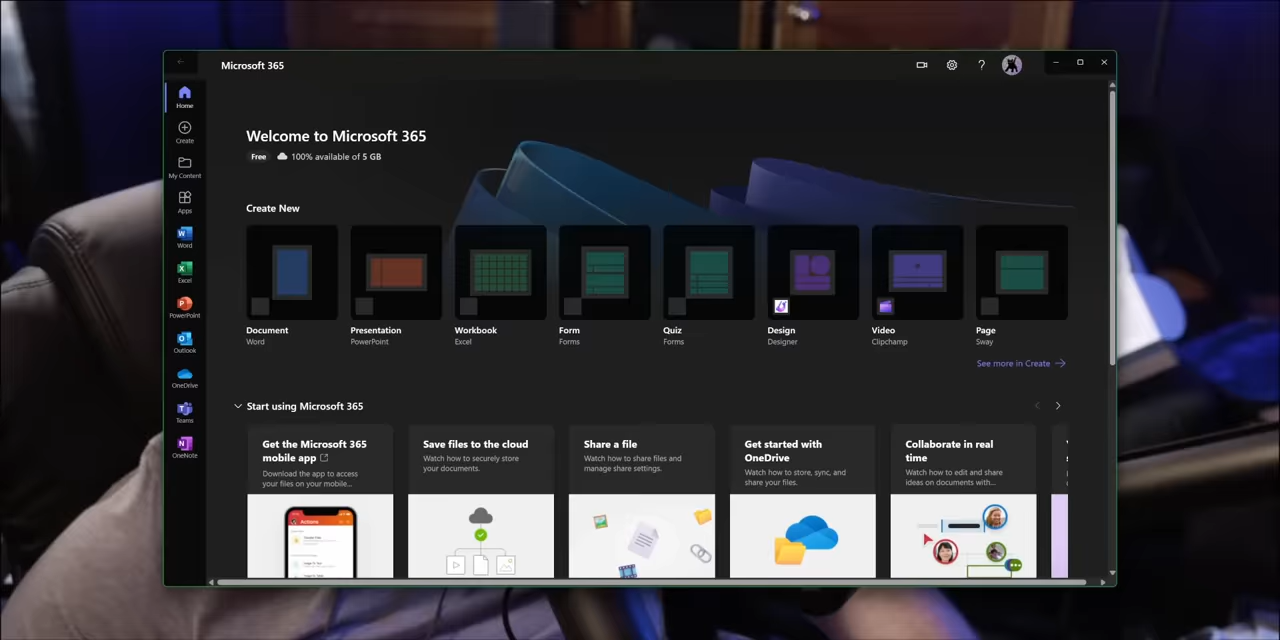 Microsoft 365
?
Home
Create
My Content
Apps
Word
Excel
PowerPoint
Outlook
OneDrive
Teams
OneNote
Welcome to Microsoft 365
Free 100% available of 5 GB
Create New
Document
Word
Presentation
PowerPoint
Workbook
Excel
Form
Forms
Quiz
Forms
Design
Designer
Video
Clipchamp
Page
Sway
See more in Create
Start using Microsoft 365
Get the Microsoft 365
mobile app
Download the app to access
your files on your mobile...
Save files to the cloud
Watch how to securely store
your documents.
Share a file
Watch how to share files and
manage share settings.
Get started with
OneDrive
Watch how to store, sync, and
share your files.
Collaborate in real
time
Watch how to edit and share
ideas on documents with...
Actions